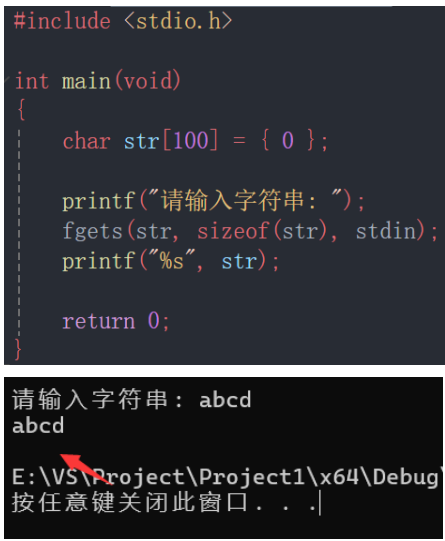 #include <stdio.h>
int main(void)
{
char str[100] = { 0 };
printf("请输入字符串: ");
fgets(str, sizeof(str), stdin);
printf("%s", str);
return 0;
}
请输入字符串: abcd
abcd
E:\VS\Project\Project1\x64\Debug\
按任意键关闭此窗口. . .